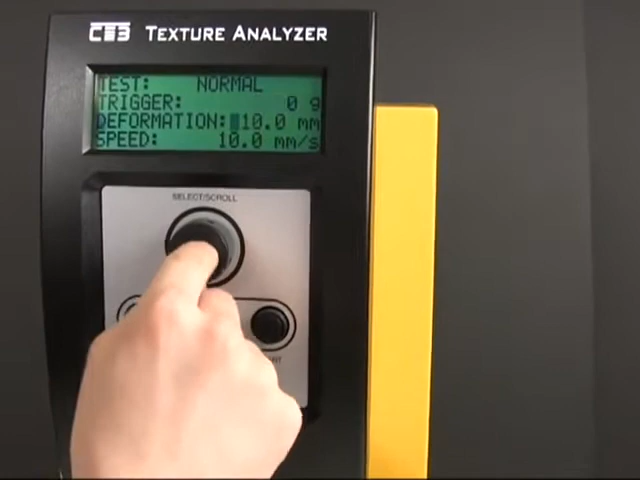 CT3 TEXTURE ANALYZER
TEST: NORMAL
TRIGGER: 0 g
DEFORMATION: 10.0 mm
SPEED: 10.0 mm/s
SELECT/SCROLL